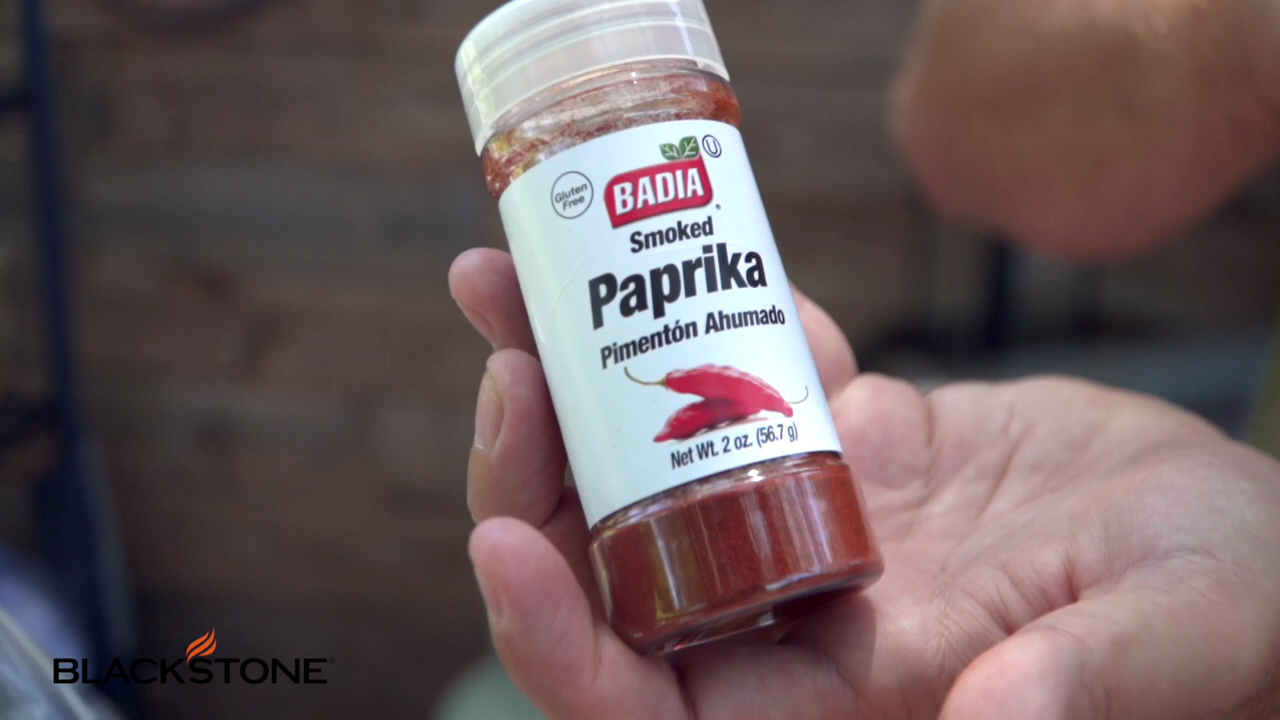 U
Gluten
Free
BADIA®
Smoked
Paprika
Pimentón Ahumado
Net Wt. 2 oz. (56.7 g)
BLACKSTONE